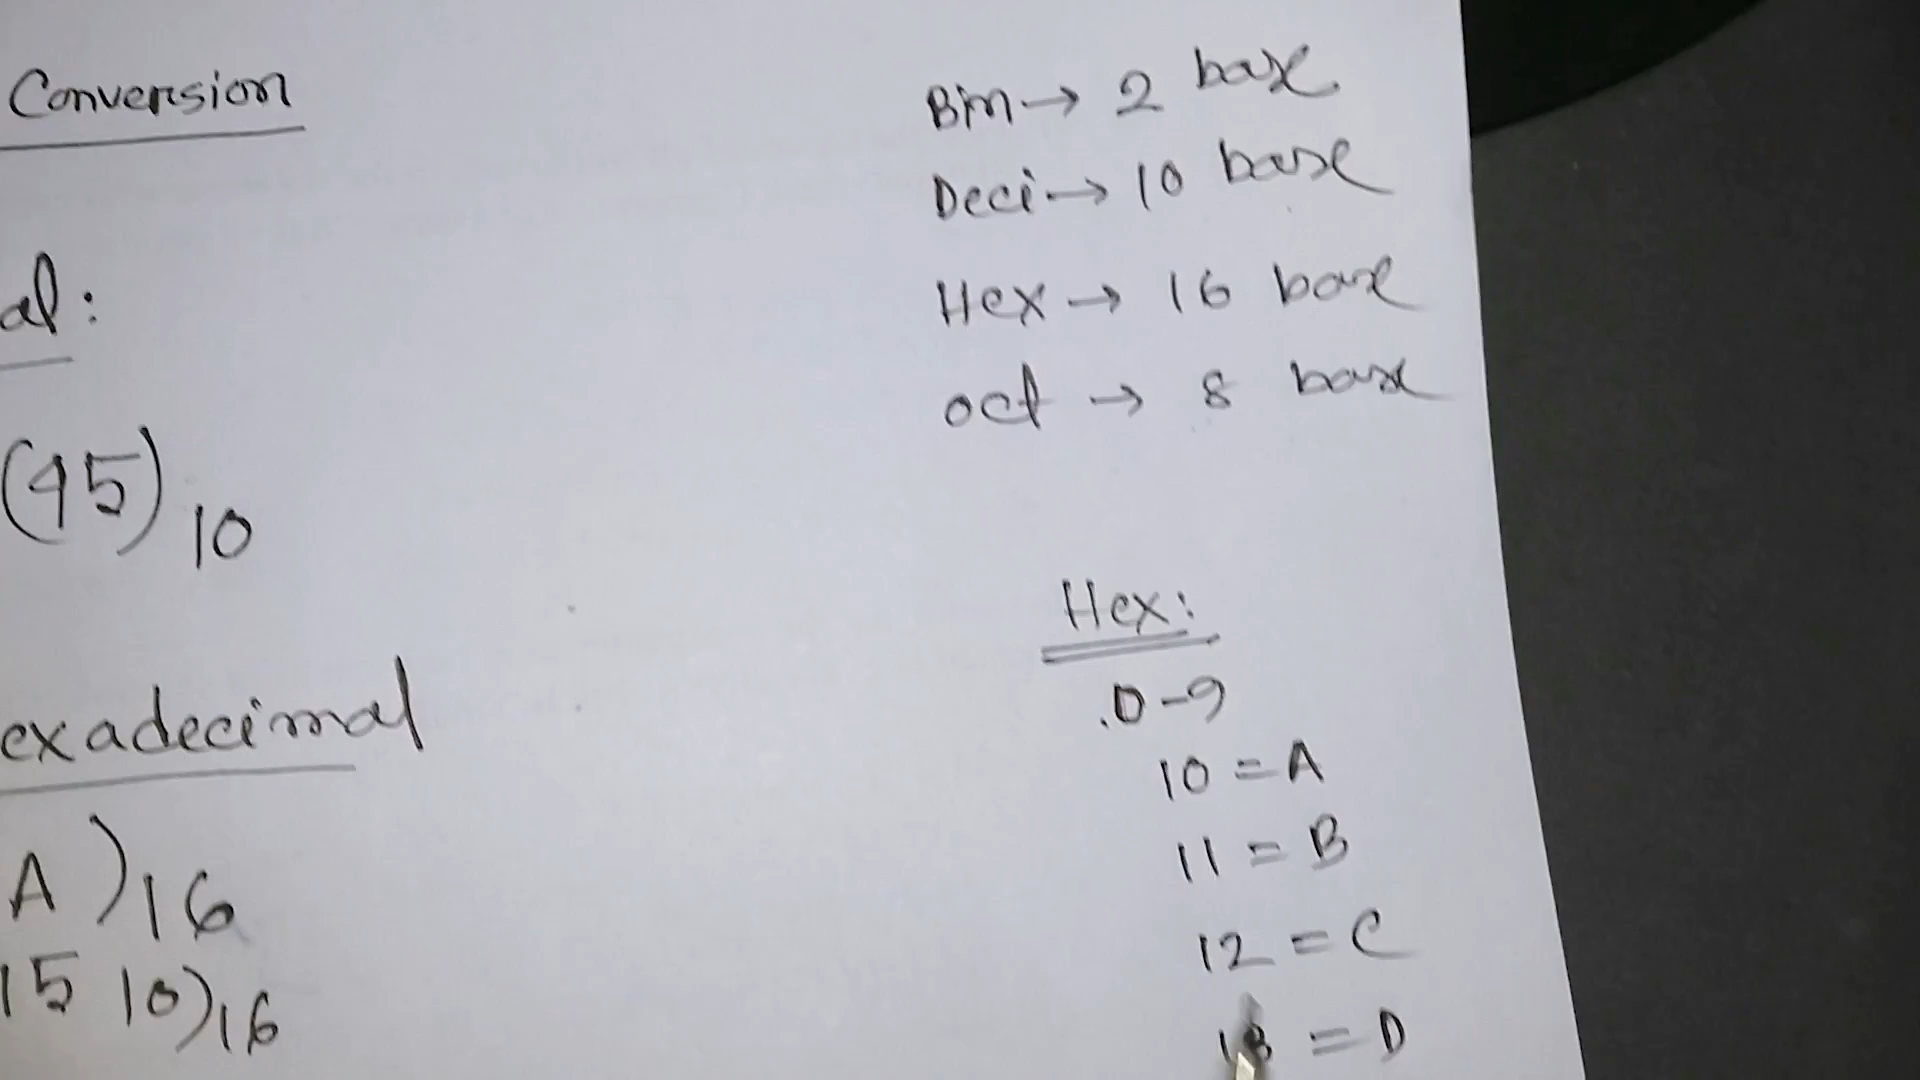 Conversion
al:
(45)10
exadecimal
A )16
15 10)16
Bin → 2 base
Deci → 10 base
Hex → 16 base
oct → 8 base
Hex:
0-9
10 = A
11 = B
12 = C
13 = D